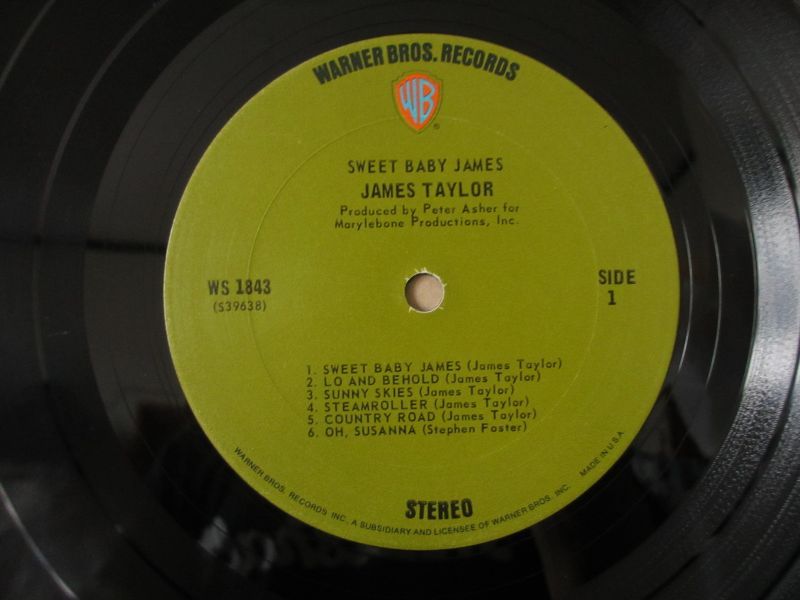 WARNER BROS. RECORDS
WB
®
SWEET BABY JAMES
JAMES TAYLOR
Produced by Peter Asher for
Marylebone Productions, Inc.
WS 1843
(S39638)
SIDE
1
1. SWEET BABY JAMES (James Taylor)
2. LO AND BEHOLD (James Taylor)
3. SUNNY SKIES (James Taylor)
4. STEAMROLLER (James Taylor)
5. COUNTRY ROAD (James Taylor)
6. OH, SUSANNA (Stephen Foster)
STEREO
WARNER BROS. RECORDS INC. A SUBSIDIARY AND LICENSEE OF WARNER BROS. INC. MADE IN U.S.A.